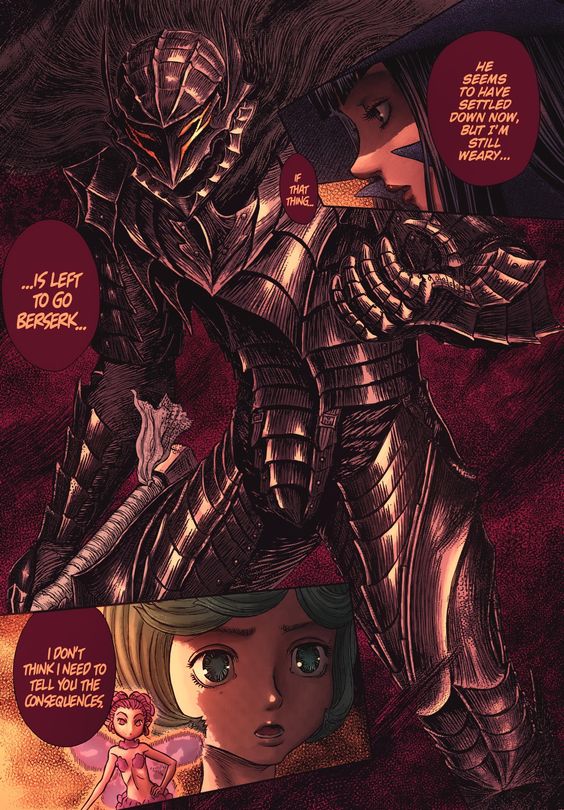 HE
SEEMS
TO HAVE
SETTLED
DOWN NOW,
BUT I'M
STILL
WEARY...
IF
THAT
THING...
...IS LEFT
TO GO
BERSERK...
I DON'T
THINK I NEED
TO TELL
YOU THE
CONSEQUENCES.